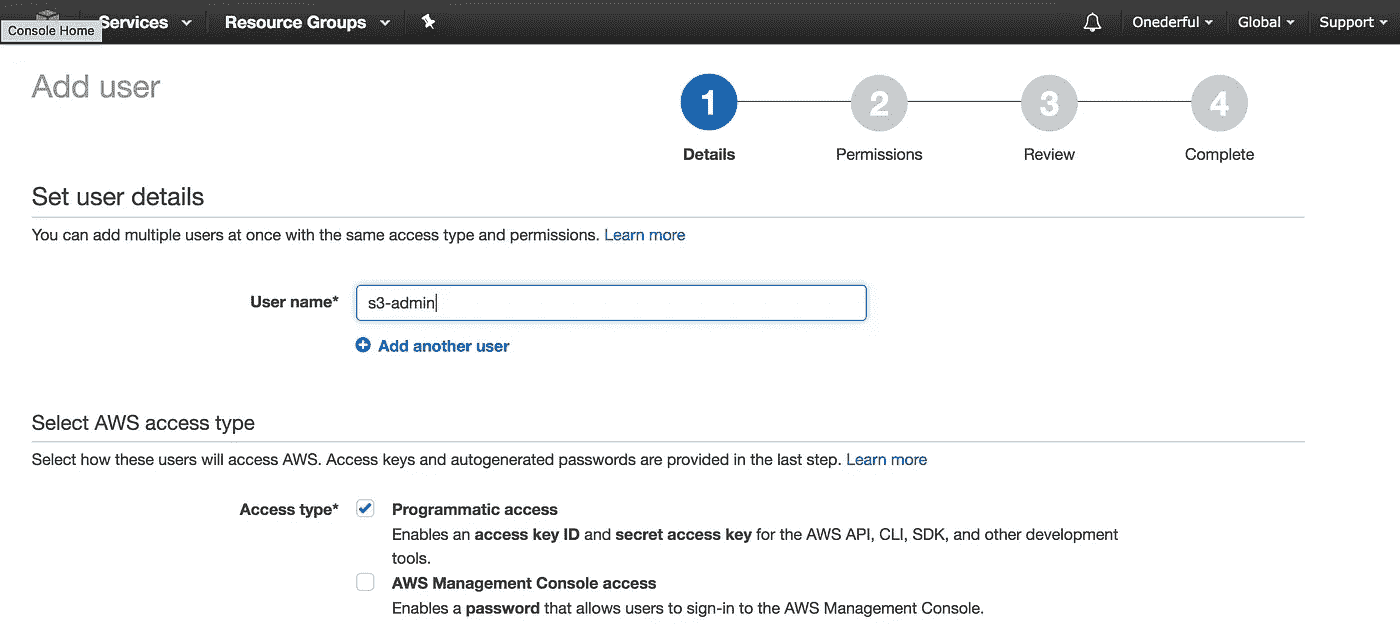 Services Resource Groups Onederful Global Support
Console Home
Add user
1 2 3 4
Details Permissions Review Complete
Set user details
You can add multiple users at once with the same access type and permissions. Learn more
User name* s3-admin
Add another user
Select AWS access type
Select how these users will access AWS. Access keys and autogenerated passwords are provided in the last step. Learn more
Access type* Programmatic access
Enables an access key ID and secret access key for the AWS API, CLI, SDK, and other development
tools.
AWS Management Console access
Enables a password that allows users to sign-in to the AWS Management Console.